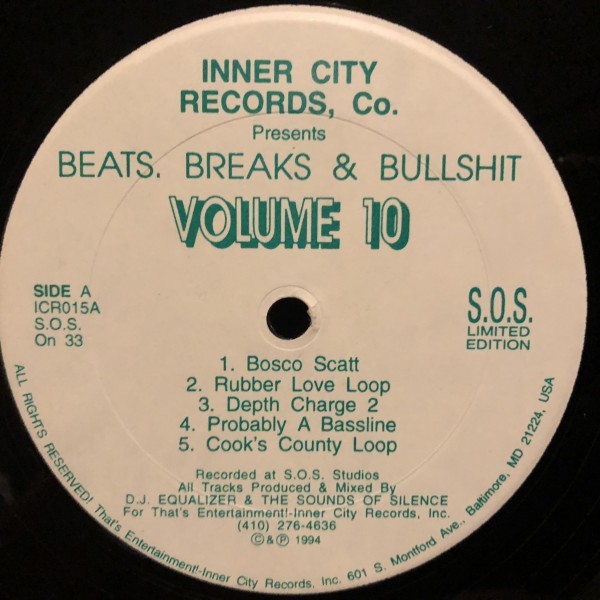 INNER CITY
RECORDS, Co.
Presents
BEATS. BREAKS & BULLSHIT
VOLUME 10
SIDE A
ICR015A
S.O.S.
On 33
S.O.S.
LIMITED
EDITION
1. Bosco Scatt
2. Rubber Love Loop
3. Depth Charge 2
4. Probably A Bassline
5. Cook's County Loop
Recorded at S.O.S. Studios
All Tracks Produced & Mixed By
D.J. EQUALIZER & THE SOUNDS OF SILENCE
For That's Entertainment!-Inner City Records, Inc.
(410) 276-4636
©&℗ 1994
ALL RIGHTS RESERVED! That's Entertainment!-Inner City Records, Inc. 601 S. Montford Ave., Baltimore, MD 21224, USA